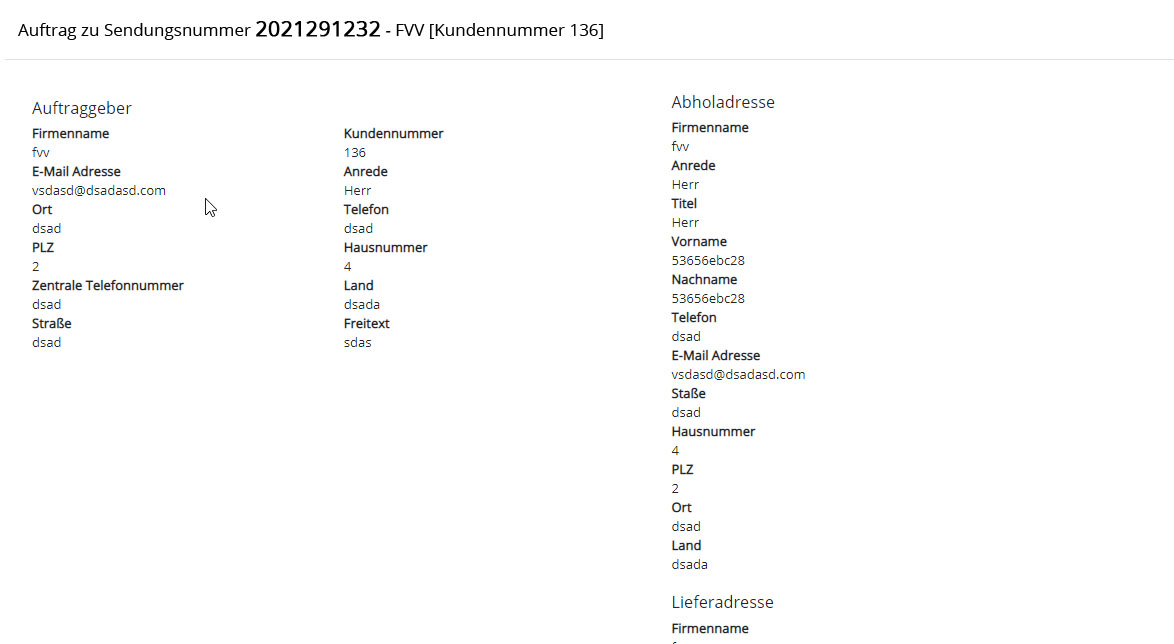 Auftrag zu Sendungsnummer 2021291232 - FVV [Kundennummer 136]
Auftraggeber
Firmenname
fvv
E-Mail Adresse
vsdasd@dsadasd.com
Ort
dsad
PLZ
2
Zentrale Telefonnummer
dsad
Straße
dsad
Kundennummer
136
Anrede
Herr
Telefon
dsad
Hausnummer
4
Land
dsada
Freitext
sdas
Abholadresse
Firmenname
fvv
Anrede
Herr
Titel
Herr
Vorname
53656ebc28
Nachname
53656ebc28
Telefon
dsad
E-Mail Adresse
vsdasd@dsadasd.com
Staße
dsad
Hausnummer
4
PLZ
2
Ort
dsad
Land
dsada
Lieferadresse
Firmenname